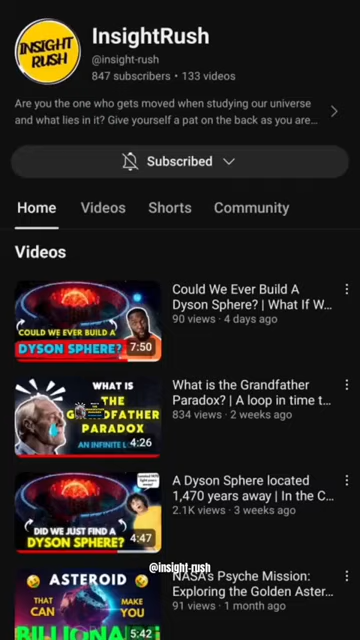 INSIGHT
RUSH
InsightRush
@insight-rush
847 subscribers • 133 videos
Are you the one who gets moved when studying our universe
and what lies in it? Give yourself a pat on the back as you are...
Subscribed
Home Videos Shorts Community
Videos
COULD WE EVER BUILD A
DYSON SPHERE?
7:50
Could We Ever Build A
Dyson Sphere? | What If W...
90 views · 4 days ago
WHAT IS
THE
GRANDFATHER
PARADOX
AN INFINITE
4:26
What is the Grandfather
Paradox? | A loop in time t...
834 views · 2 weeks ago
DID WE JUST FIND A
DYSON SPHERE?
4:47
A Dyson Sphere located
1,470 years away | In the C...
2.1K views · 3 weeks ago
@insight-rush
ASTEROID
THAT CAN MAKE YOU
BILLIONAIRE
5:42
NASA's Psyche Mission:
Exploring the Golden Aster...
91 views · 1 month ago